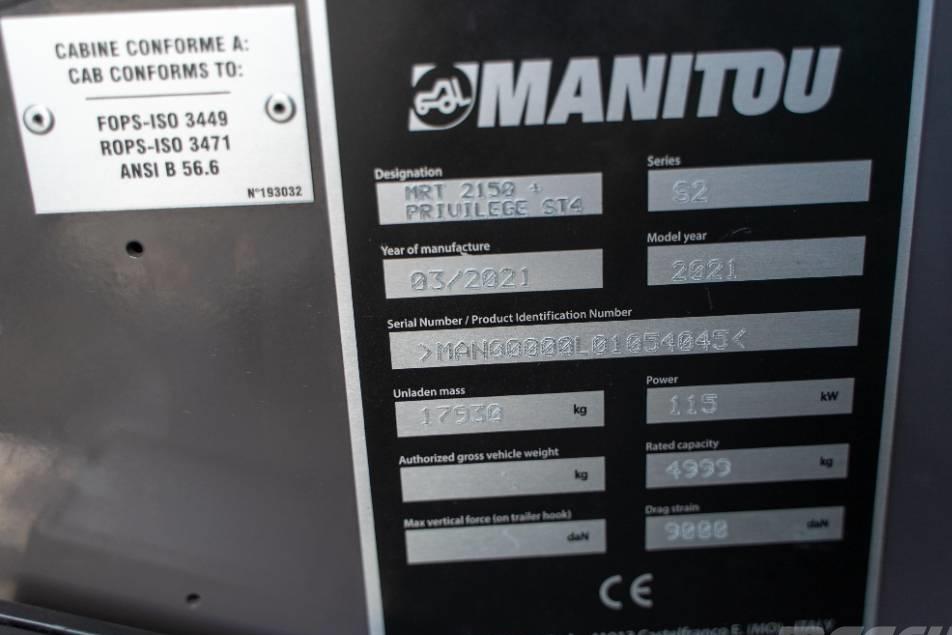 CABINE CONFORME A:
CAB CONFORMS TO:
FOPS-ISO 3449
ROPS-ISO 3471
ANSI B 56.6
N°193032
MANITOU
Designation
MRT 2150 +
PRIVILEGE ST4
Series
S2
Year of manufacture
03/2021
Model year
2021
Serial Number / Product Identification Number
>MAN00000L01054045<
Unladen mass
17930 kg
Power
115 kW
Authorized gross vehicle weight
kg
Rated capacity
4999 kg
Max vertical force (on trailer hook)
daN
Drag strain
9000 daN
CE
Castelfranco E. (MO) - ITALY